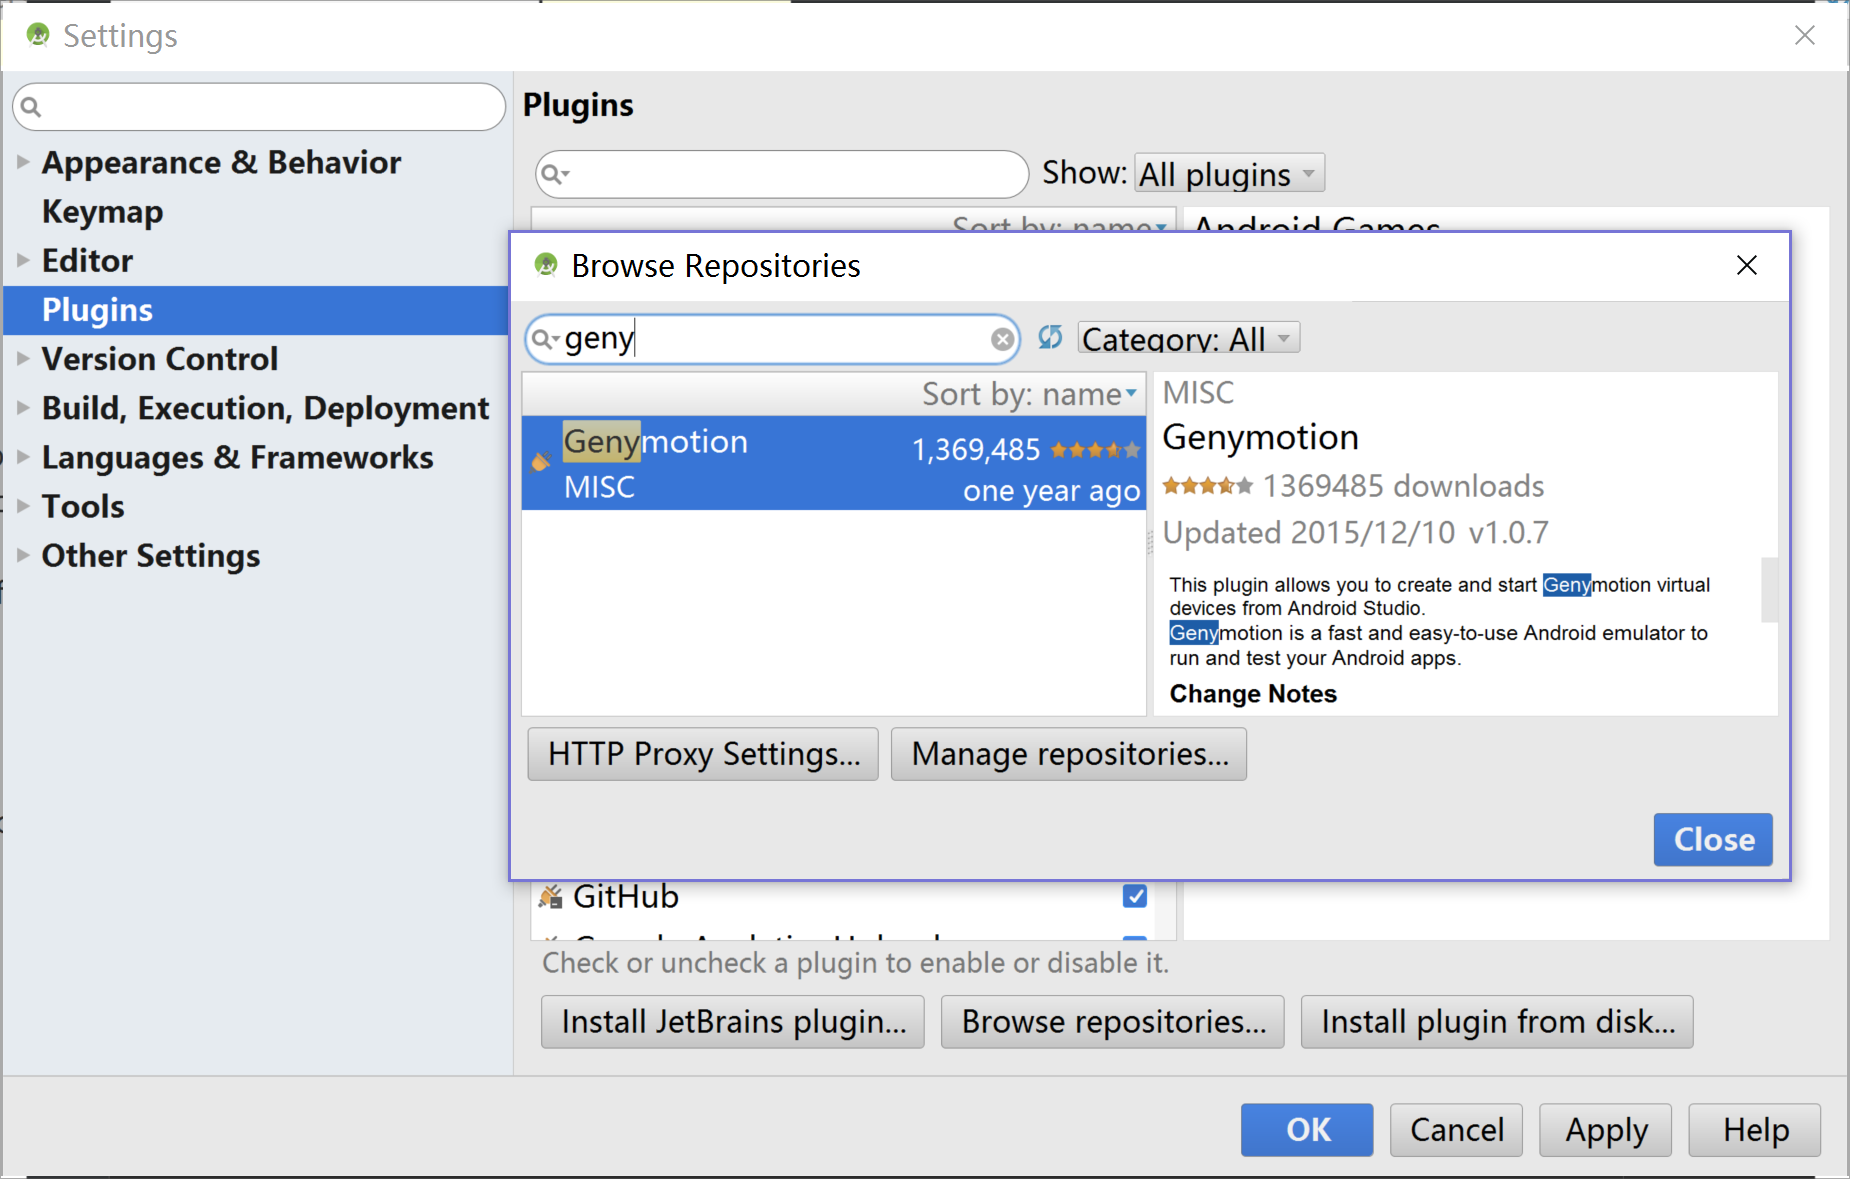 Settings
Plugins
Appearance & Behavior
Keymap
Editor
Plugins
Version Control
Build, Execution, Deployment
Languages & Frameworks
Tools
Other Settings
Show: All plugins
Sort by: name
Android Games
Browse Repositories
geny
Category: All
Sort by: name
Genymotion
1,369,485
MISC
one year ago
MISC
Genymotion
1369485 downloads
Updated 2015/12/10 v1.0.7
This plugin allows you to create and start Genymotion virtual
devices from Android Studio.
Genymotion is a fast and easy-to-use Android emulator to
run and test your Android apps.
Change Notes
HTTP Proxy Settings...
Manage repositories...
Close
GitHub
Check or uncheck a plugin to enable or disable it.
Install JetBrains plugin...
Browse repositories...
Install plugin from disk...
OK
Cancel
Apply
Help